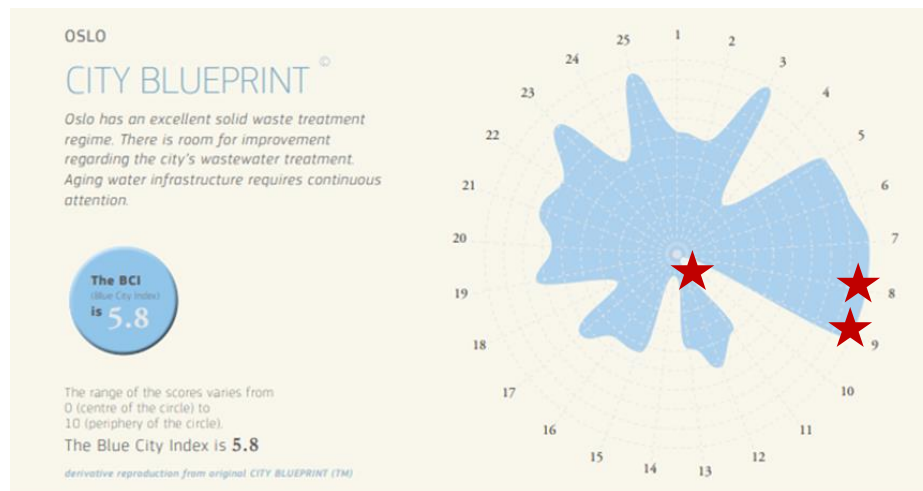 OSLO
CITY BLUEPRINT ©
Oslo has an excellent solid waste treatment
regime. There is room for improvement
regarding the city's wastewater treatment.
Aging water infrastructure requires continuous
attention.
The BCI
(Blue City Index)
is 5.8
The range of the scores varies from
0 (centre of the circle) to
10 (periphery of the circle).
The Blue City Index is 5.8
derivative reproduction from original CITY BLUEPRINT (TM)
1
2
3
4
5
6
7
8
9
10
11
12
13
14
15
16
17
18
19
20
21
22
23
24
25